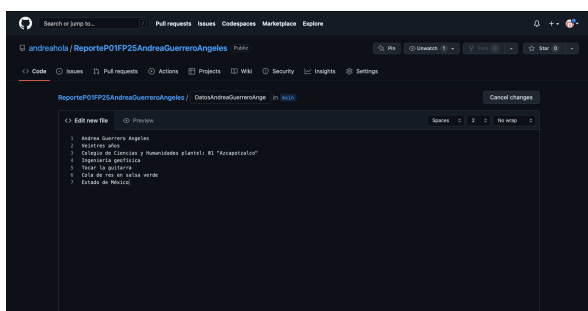 Search or jump to... / Pull requests Issues Codespaces Marketplace Explore
andreahola / ReporteP01FP25AndreaGuerreroAngeles Public Pin Unwatch 1 Fork 0 Star 0
Code Issues Pull requests Actions Projects Wiki Security Insights Settings
ReporteP01FP25AndreaGuerreroAngeles / DatosAndreaGuerreroAnge in main Cancel changes
<> Edit new file Preview Spaces 2 No wrap
1 Andrea Guerrero Angeles
2 Veintres años
3 Colegio de Ciencias y Humanidades plantel: 01 "Azcapotzalco"
4 Ingeniería geofísica
5 Tocar la guitarra
6 Cola de res en salsa verde
7 Estado de México